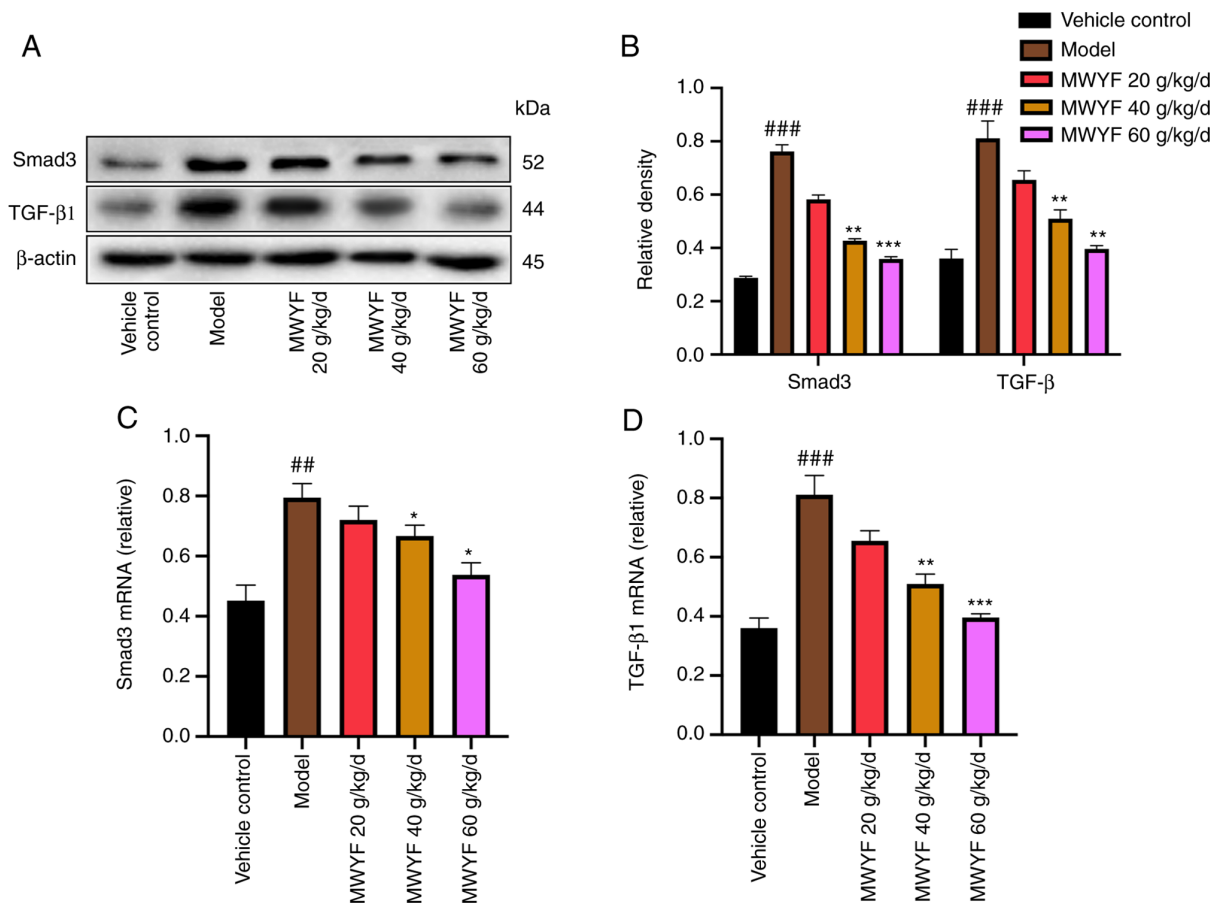 A
kDa
Smad3
52
TGF-β1
44
β-actin
45
Vehicle
control
Model
MWYF
20 g/kg/d
MWYF
40 g/kg/d
MWYF
60 g/kg/d
B
Vehicle control
Model
MWYF 20 g/kg/d
MWYF 40 g/kg/d
MWYF 60 g/kg/d
Relative density
1.0
0.8
0.6
0.4
0.2
0.0
###
**
***
###
**
**
Smad3
TGF-β
C
Smad3 mRNA (relative)
1.0
0.8
0.6
0.4
0.2
0.0
##
*
*
Vehicle control
Model
MWYF 20 g/kg/d
MWYF 40 g/kg/d
MWYF 60 g/kg/d
D
TGF-β1 mRNA (relative)
1.0
0.8
0.6
0.4
0.2
0.0
###
**
***
Vehicle control
Model
MWYF 20 g/kg/d
MWYF 40 g/kg/d
MWYF 60 g/kg/d